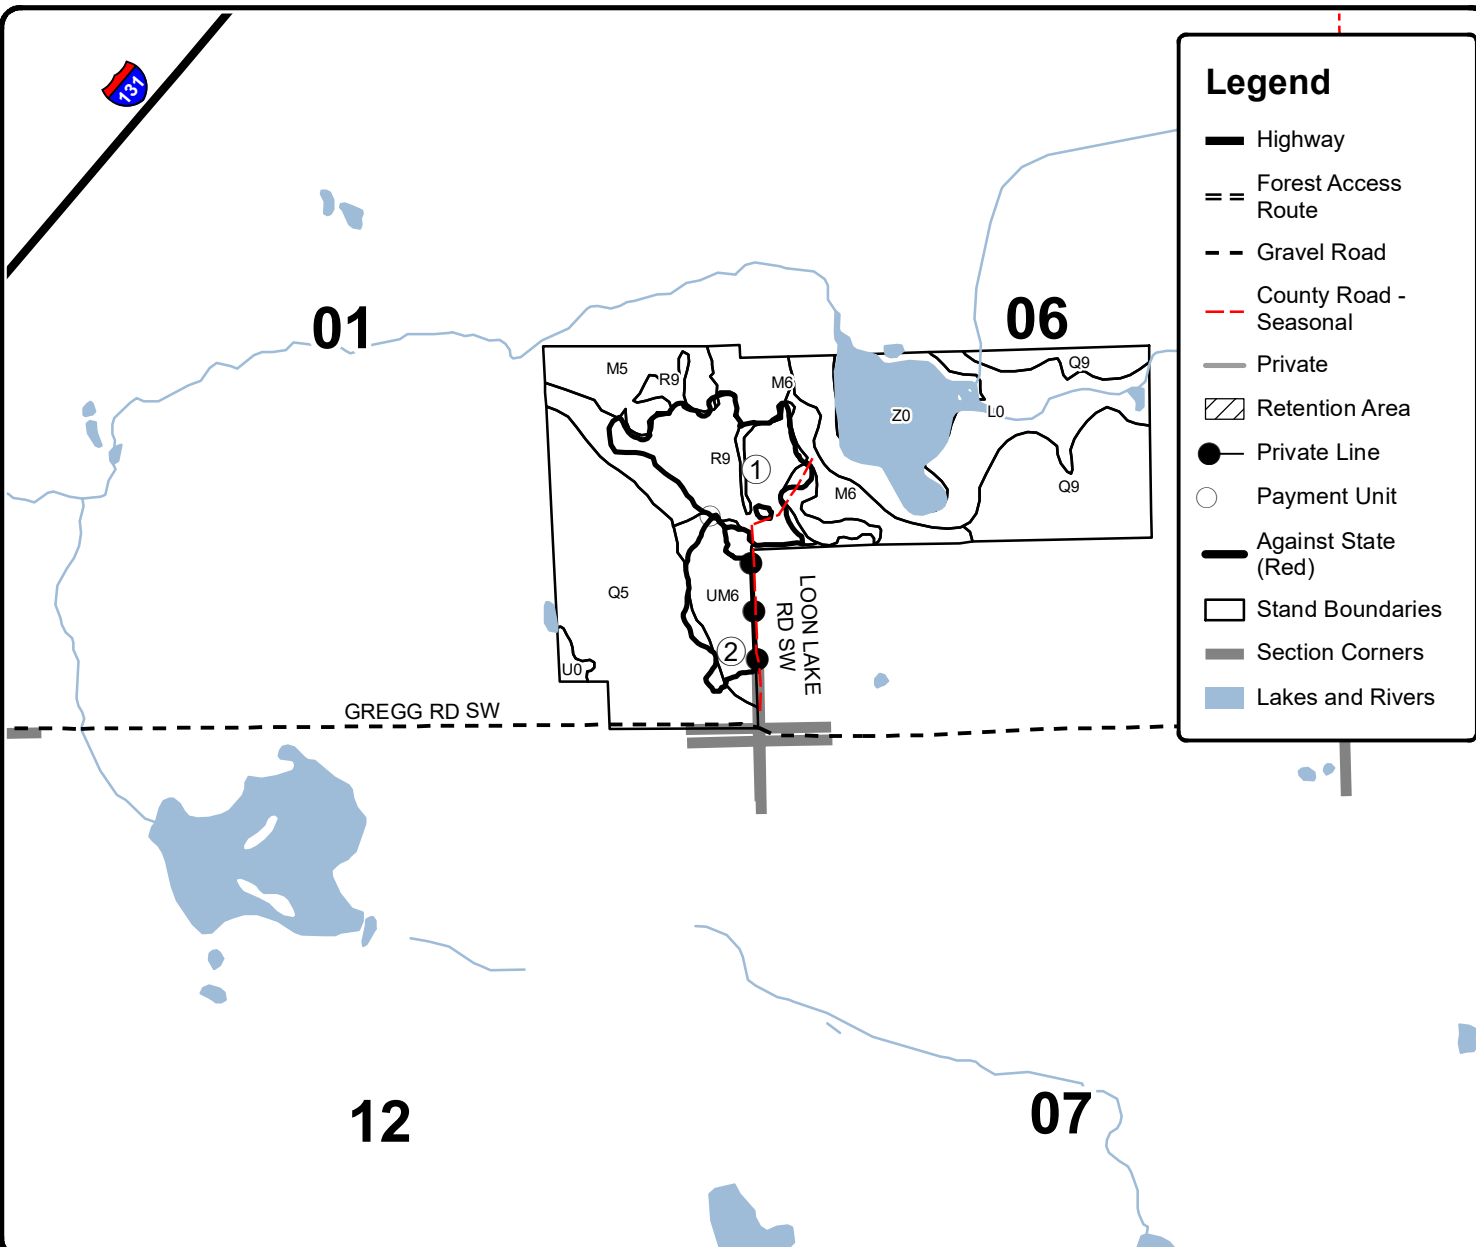 131
Legend
Highway
Forest Access
Route
Gravel Road
County Road -
Seasonal
Private
Retention Area
Private Line
Payment Unit
Against State
(Red)
Stand Boundaries
Section Corners
Lakes and Rivers
01
06
M5
R9
M6
Q9
Z0
L0
R9
1
M6
Q9
Q5
UM6
LOON LAKE
RD SW
2
U0
GREGG RD SW
12
07